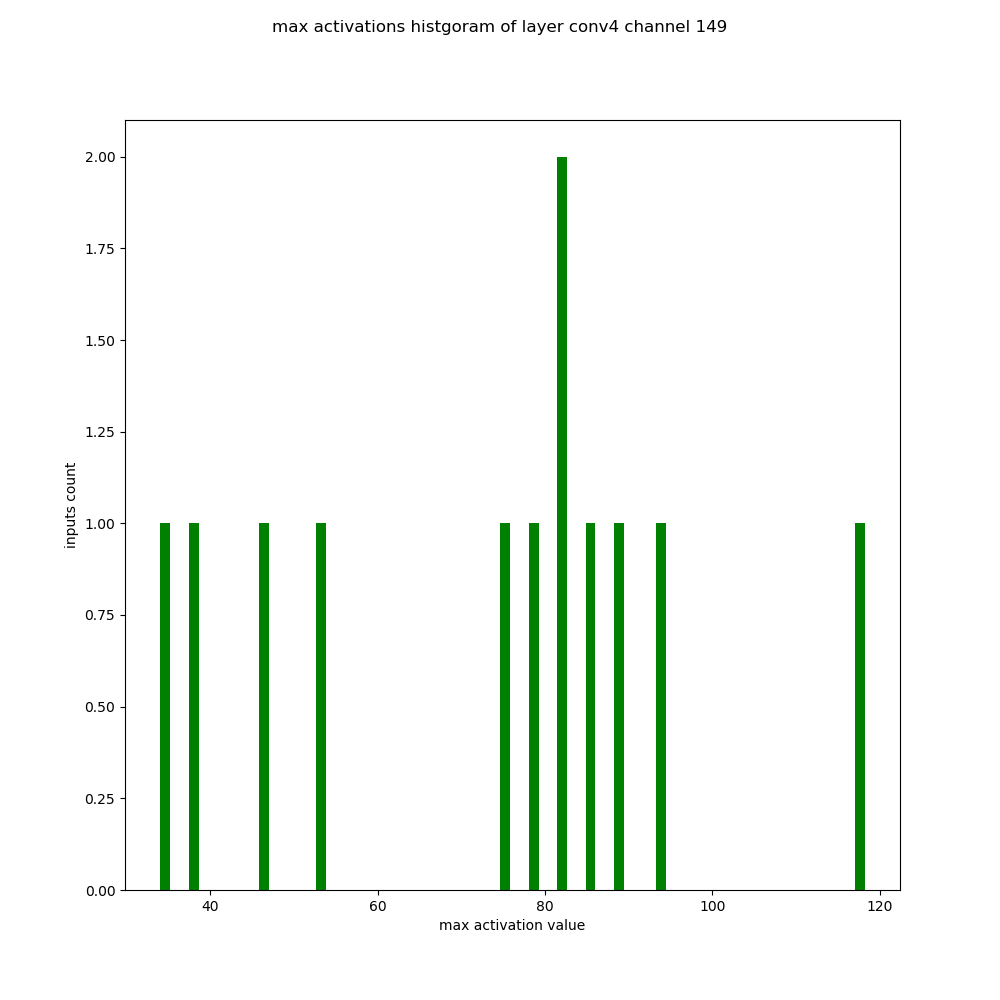 max activations histgoram of layer conv4 channel 149
2.00
1.75
1.50
1.25
1.00
0.75
0.50
0.25
0.00
inputs count
40 60 80 100 120
max activation value